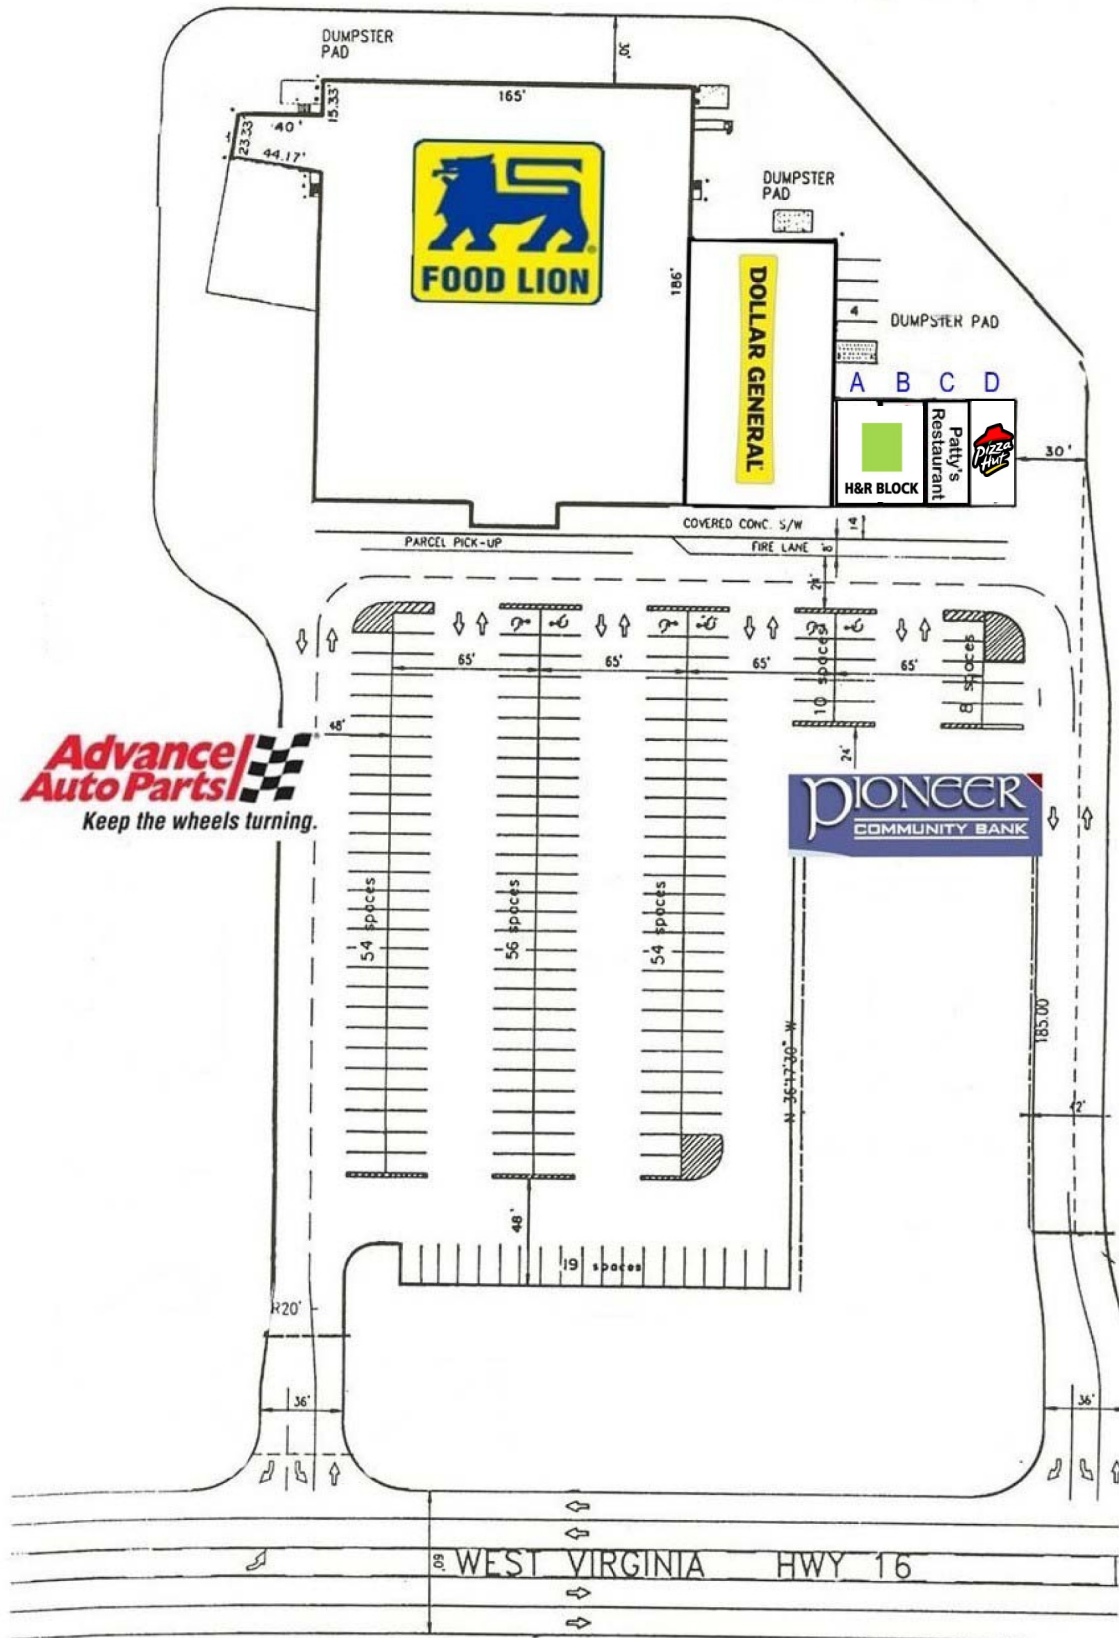 DUMPSTER
PAD
30'
165'
15.33'
40'
23.33'
44.17'
FOOD LION
DUMPSTER
PAD
186'
DOLLAR GENERAL
4
DUMPSTER PAD
A B C D
H&R BLOCK
Patty's
Restaurant
Pizza
Hut
30'
COVERED CONC. S/W
14
PARCEL PICK-UP
FIRE LANE
8'
24'
65'
65'
65'
65'
10 spaces
8 spaces
48'
24'
Advance
Auto Parts
Keep the wheels turning.
PIONEER
COMMUNITY BANK
54 spaces
56 spaces
54 spaces
N 36°17'30" W
185.00
42'
48'
19 spaces
R20'
36'
36'
60'
WEST VIRGINIA HWY 16